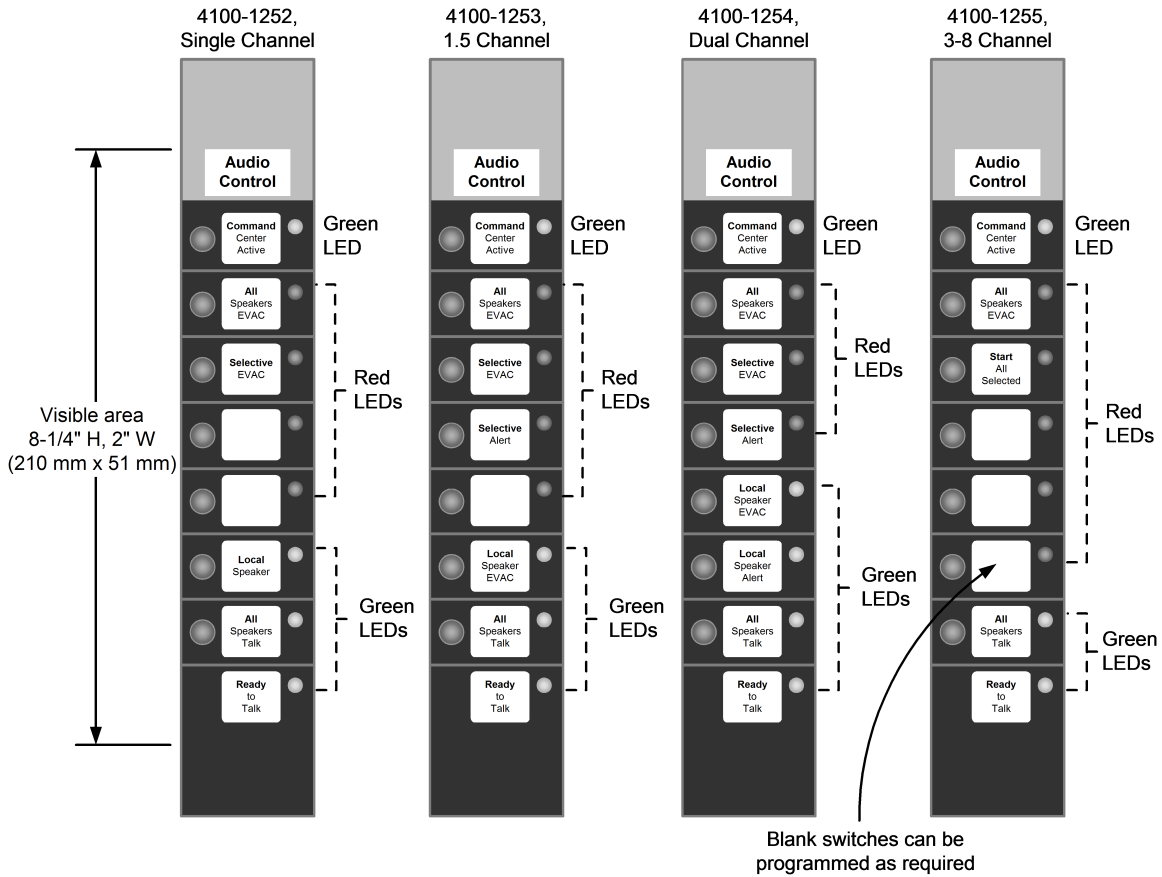 4100-1252,
Single Channel
4100-1253,
1.5 Channel
4100-1254,
Dual Channel
4100-1255,
3-8 Channel
Visible area
8-1/4" H, 2" W
(210 mm x 51 mm)
Audio
Control
Command
Center
Active
All
Speakers
EVAC
Selective
EVAC
Local
Speaker
All
Speakers
Talk
Ready
to
Talk
Green
LED
Red
LEDs
Green
LEDs
Audio
Control
Command
Center
Active
All
Speakers
EVAC
Selective
EVAC
Selective
Alert
Local
Speaker
EVAC
All
Speakers
Talk
Ready
to
Talk
Green
LED
Red
LEDs
Green
LEDs
Audio
Control
Command
Center
Active
All
Speakers
EVAC
Selective
EVAC
Selective
Alert
Local
Speaker
EVAC
Local
Speaker
Alert
All
Speakers
Talk
Ready
to
Talk
Green
LED
Red
LEDs
Green
LEDs
Audio
Control
Command
Center
Active
All
Speakers
EVAC
Start
All
Selected
All
Speakers
Talk
Ready
to
Talk
Green
LED
Red
LEDs
Green
LEDs
Blank switches can be
programmed as required